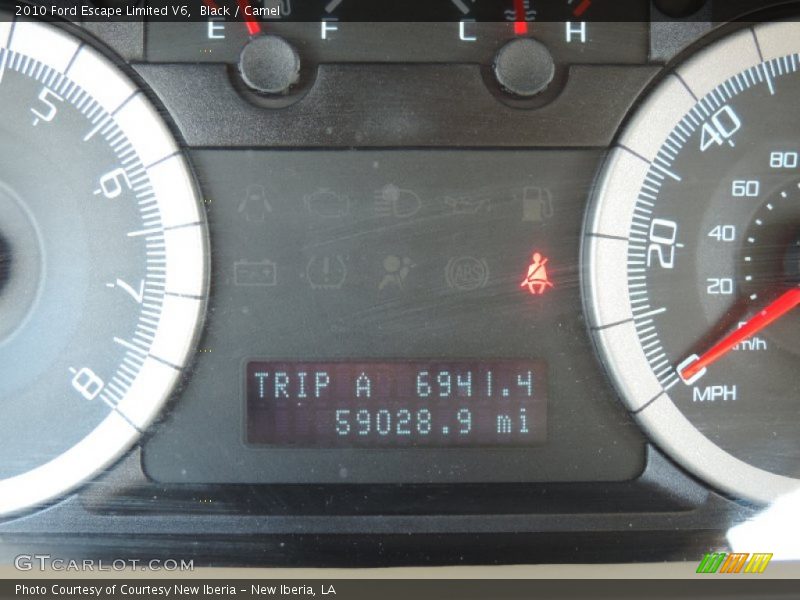 2010 Ford Escape Limited V6, Black / Camel
E F L H
5 6 7 8
40 20 0
80 60 40 20
km/h
MPH
ABS
TRIP A 6941.4
59028.9 mi
GTCARLOT.COM
Photo Courtesy of Courtesy New Iberia - New Iberia, LA